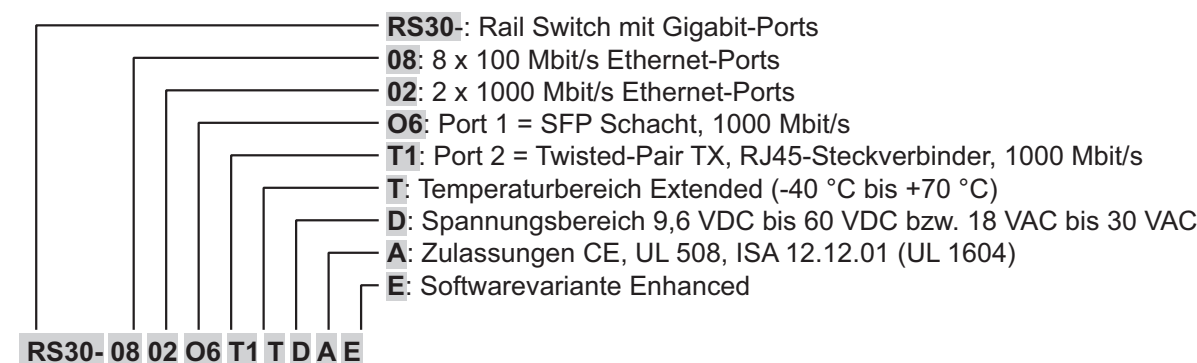 RS30-: Rail Switch mit Gigabit-Ports
08: 8 x 100 Mbit/s Ethernet-Ports
02: 2 x 1000 Mbit/s Ethernet-Ports
O6: Port 1 = SFP Schacht, 1000 Mbit/s
T1: Port 2 = Twisted-Pair TX, RJ45-Steckverbinder, 1000 Mbit/s
T: Temperaturbereich Extended (-40 °C bis +70 °C)
D: Spannungsbereich 9,6 VDC bis 60 VDC bzw. 18 VAC bis 30 VAC
A: Zulassungen CE, UL 508, ISA 12.12.01 (UL 1604)
E: Softwarevariante Enhanced
RS30- 08 02 O6 T1 T D A E